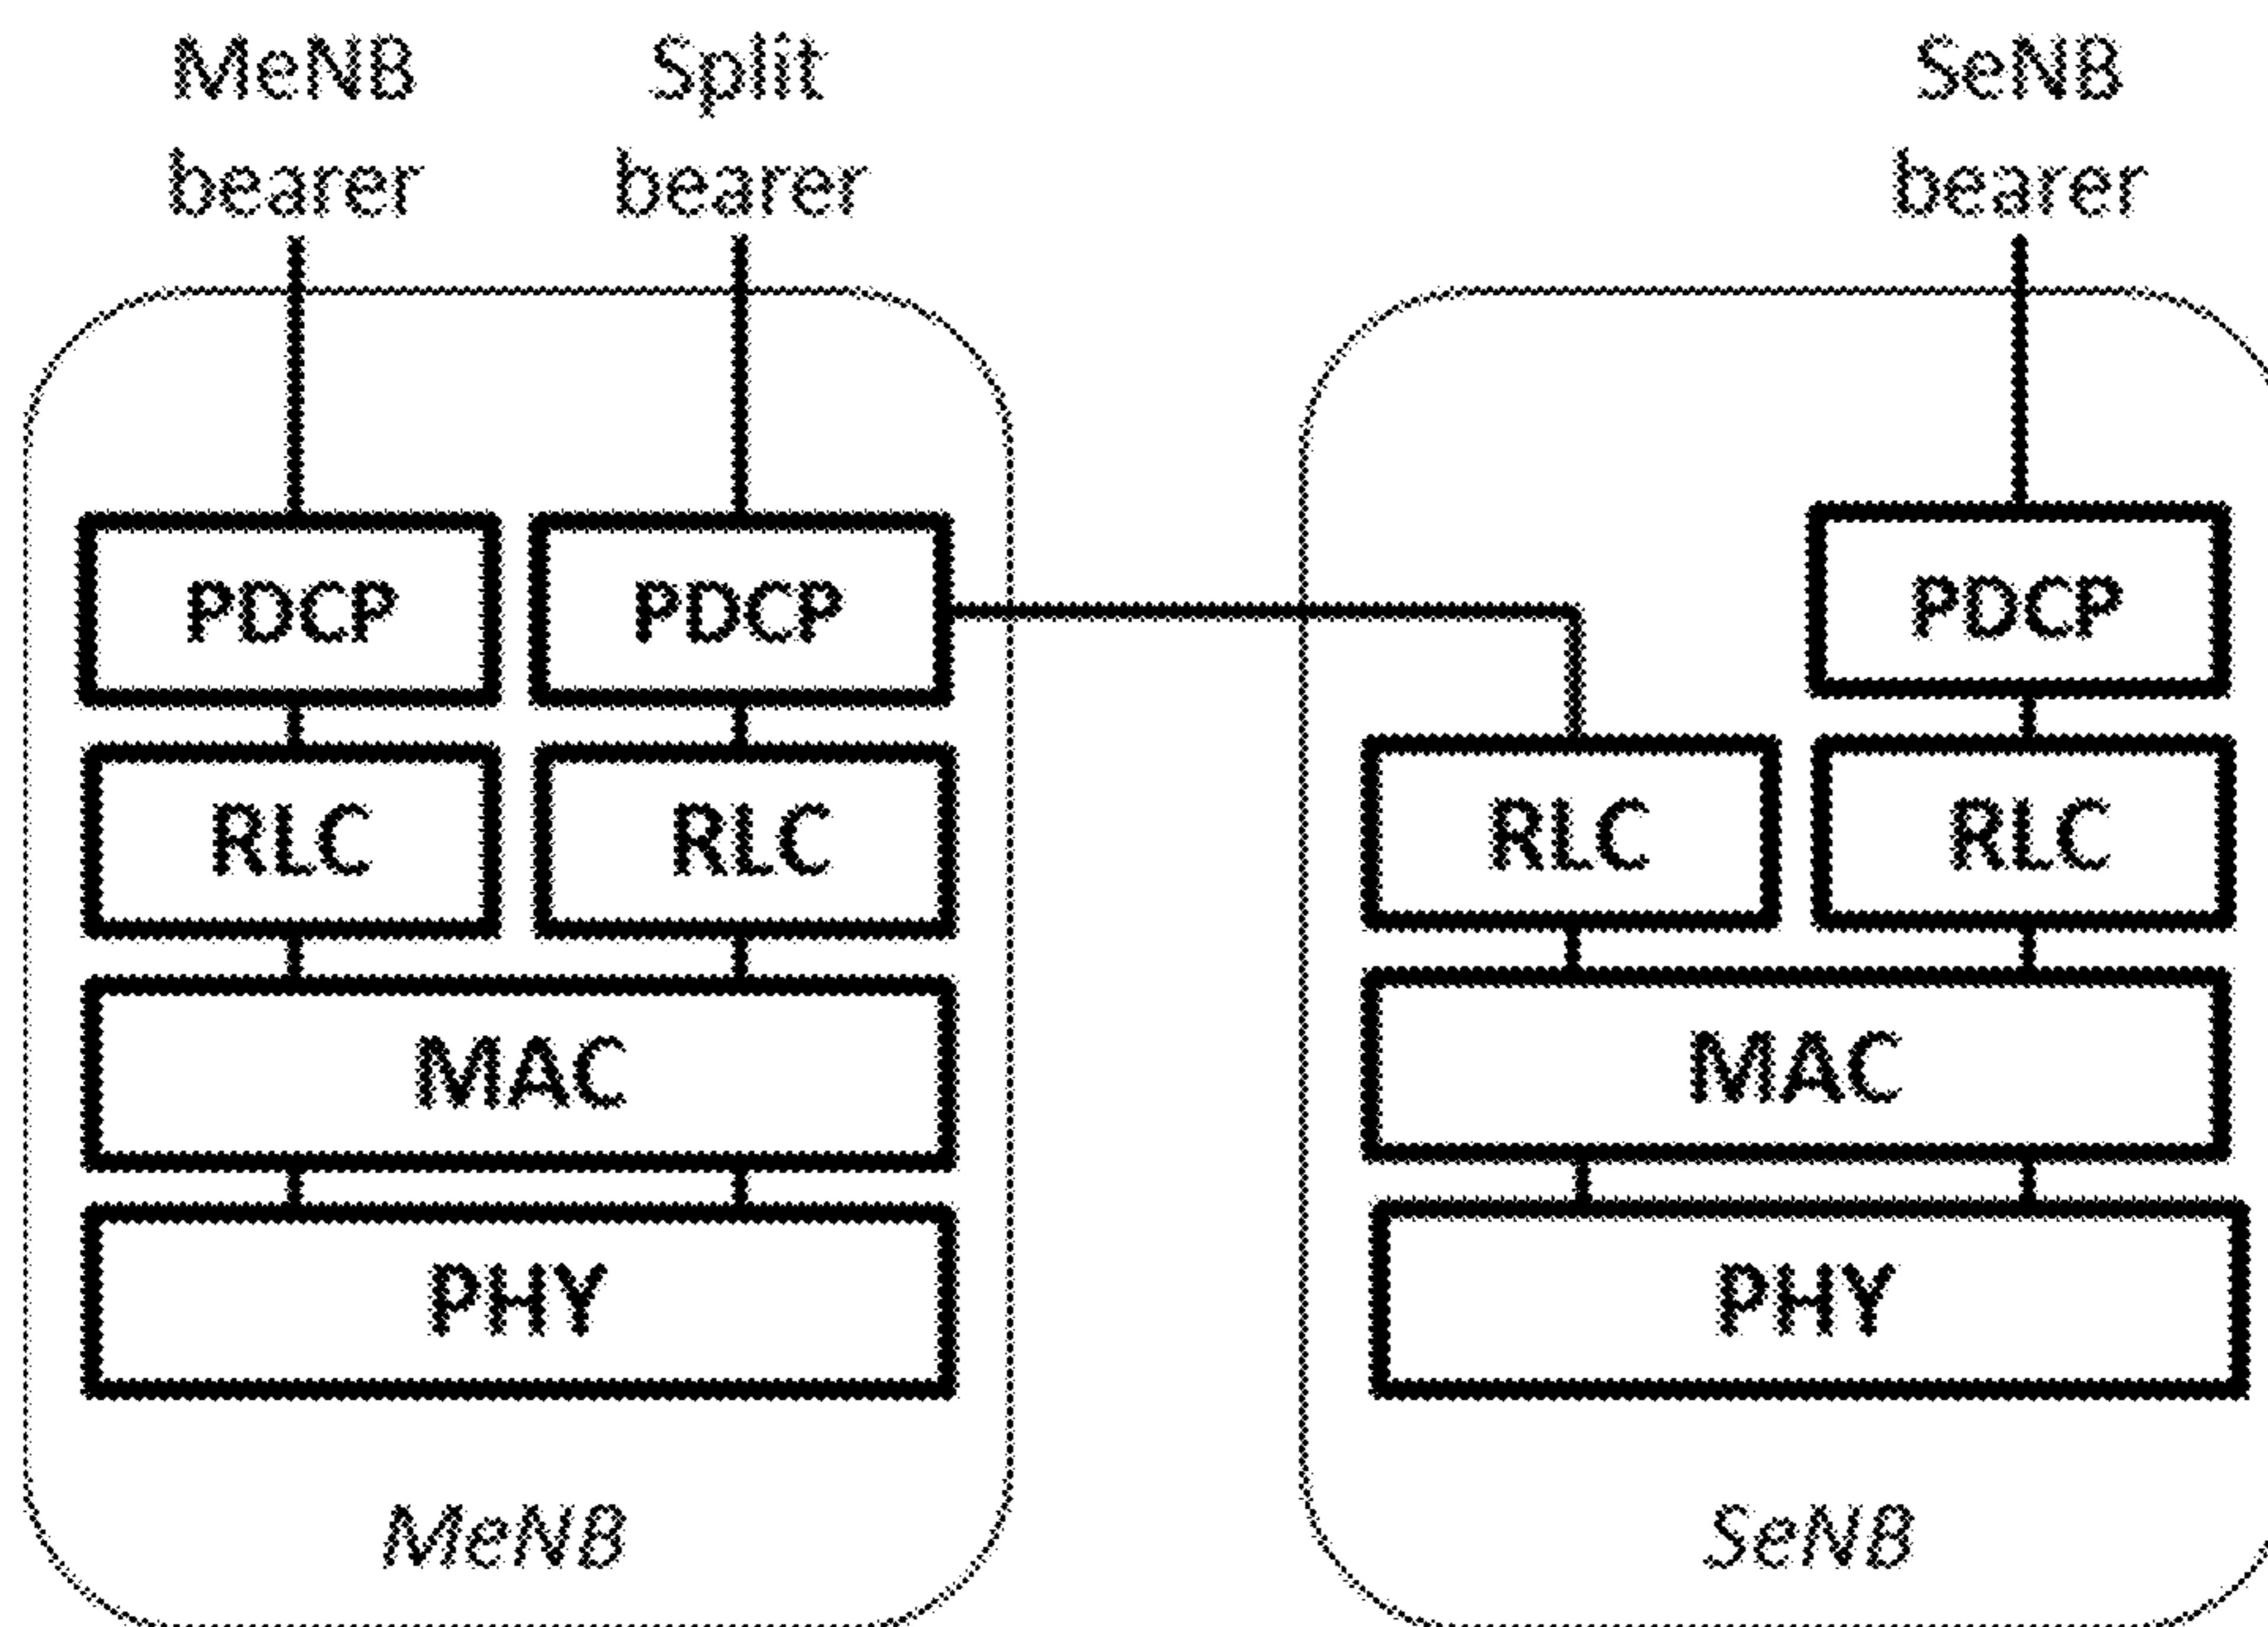 MeNB
bearer
Split
bearer
SeNB
bearer
PDCP
PDCP
PDCP
RLC
RLC
RLC
RLC
MAC
MAC
PHY
PHY
MeNB
SeNB